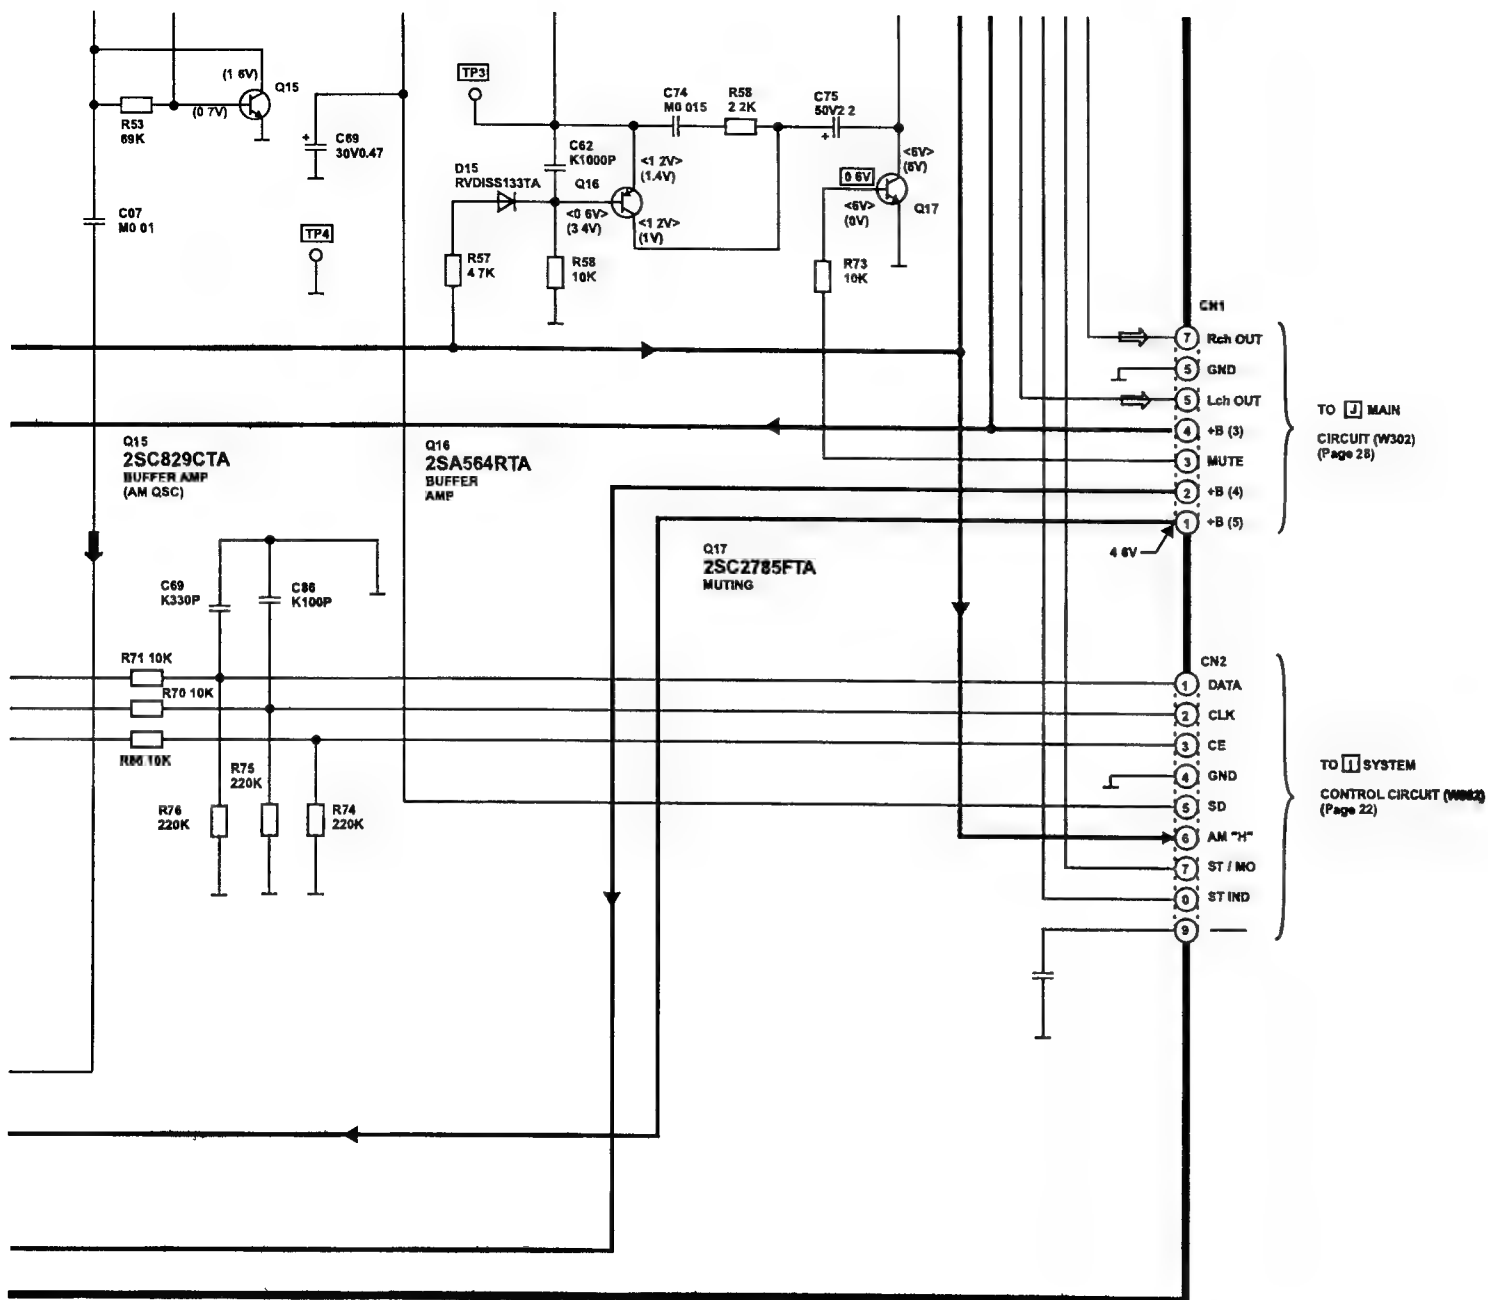 (1 6V)
Q15
(0 7V)
R53
69K
C69
30V0.47
C07
M0 01
TP4
TP3
C74
M0 015
R58
2 2K
C75
50V2 2
C62
K1000P
<1 2V>
(1.4V)
D15
RVDISS133TA
Q16
<0 6V>
(3 4V)
<1 2V>
(1V)
<6V>
(6V)
0 6V
<6V>
(0V)
Q17
R57
4 7K
R58
10K
R73
10K
CN1
7 Rch OUT
5 GND
5 Lch OUT
4 +B (3)
3 MUTE
2 +B (4)
1 +B (5)
4 6V
TO J MAIN
CIRCUIT (W302)
(Page 28)
Q15
2SC829CTA
BUFFER AMP
(AM QSC)
Q16
2SA564RTA
BUFFER
AMP
Q17
2SC2785FTA
MUTING
C69
K330P
C86
K100P
R71 10K
R70 10K
R86 10K
R75
220K
R76
220K
R74
220K
CN2
1 DATA
2 CLK
3 CE
4 GND
5 SD
6 AM "H"
7 ST / MO
0 ST IND
9
TO I SYSTEM
CONTROL CIRCUIT
(Page 22)